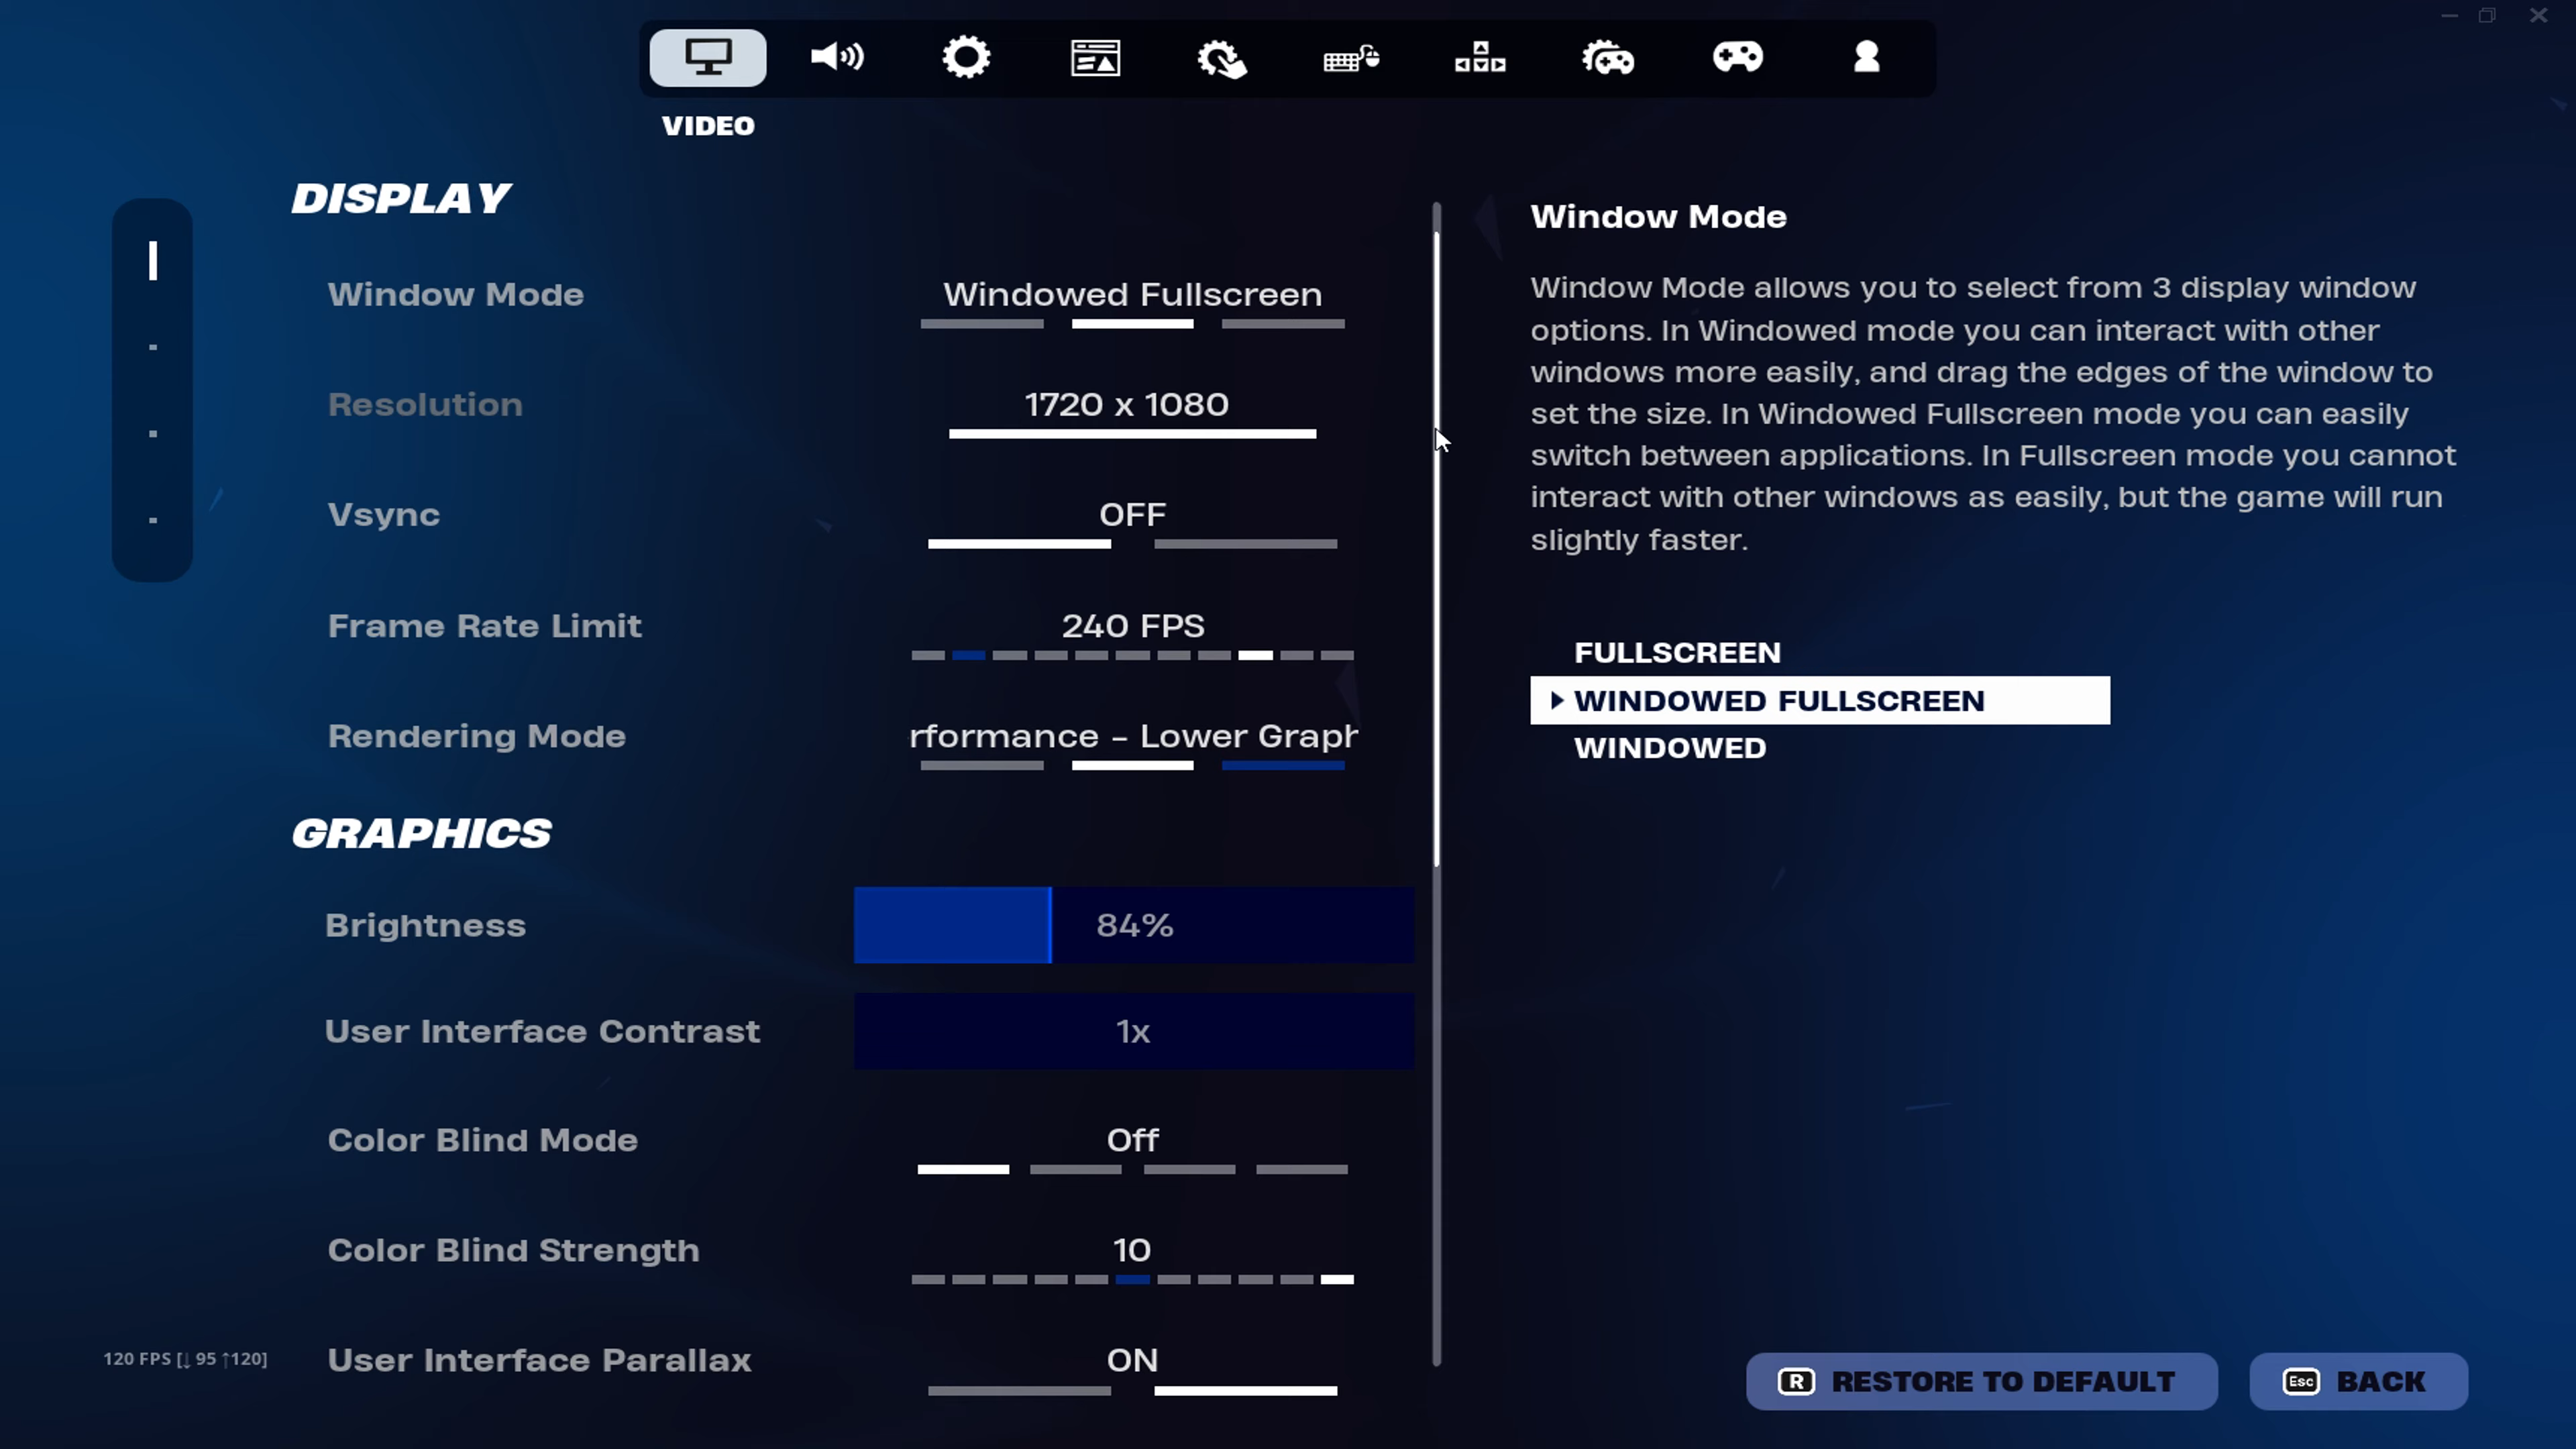 VIDEO
DISPLAY
Window Mode
Windowed Fullscreen
Resolution
1720 x 1080
Vsync
OFF
Frame Rate Limit
240 FPS
Rendering Mode
rformance – Lower Graph
GRAPHICS
Brightness
84%
User Interface Contrast
1x
Color Blind Mode
Off
Color Blind Strength
10
User Interface Parallax
ON
Window Mode
Window Mode allows you to select from 3 display window
options. In Windowed mode you can interact with other
windows more easily, and drag the edges of the window to
set the size. In Windowed Fullscreen mode you can easily
switch between applications. In Fullscreen mode you cannot
interact with other windows as easily, but the game will run
slightly faster.
FULLSCREEN
WINDOWED FULLSCREEN
WINDOWED
120 FPS [↓ 95 ↑120]
R RESTORE TO DEFAULT
Esc BACK